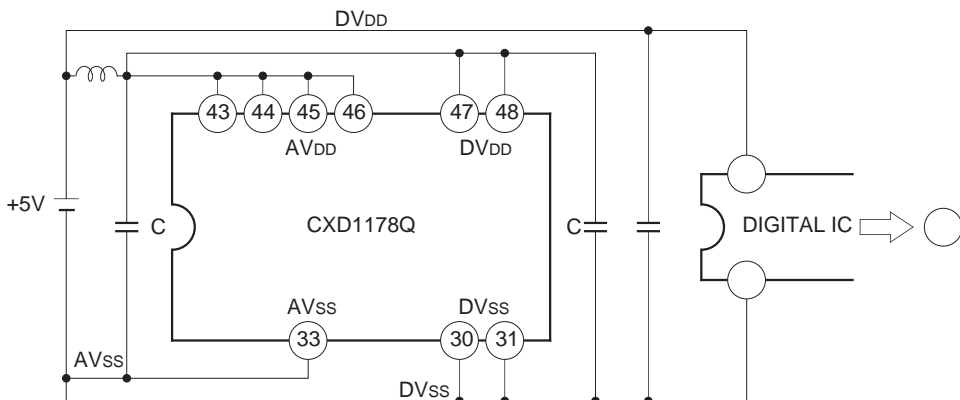 DVDD
43 44 45 46 47 48
AVDD DVDD
+5V C CXD1178Q C DIGITAL IC
AVSS DVSS
33 30 31
AVSS
DVSS